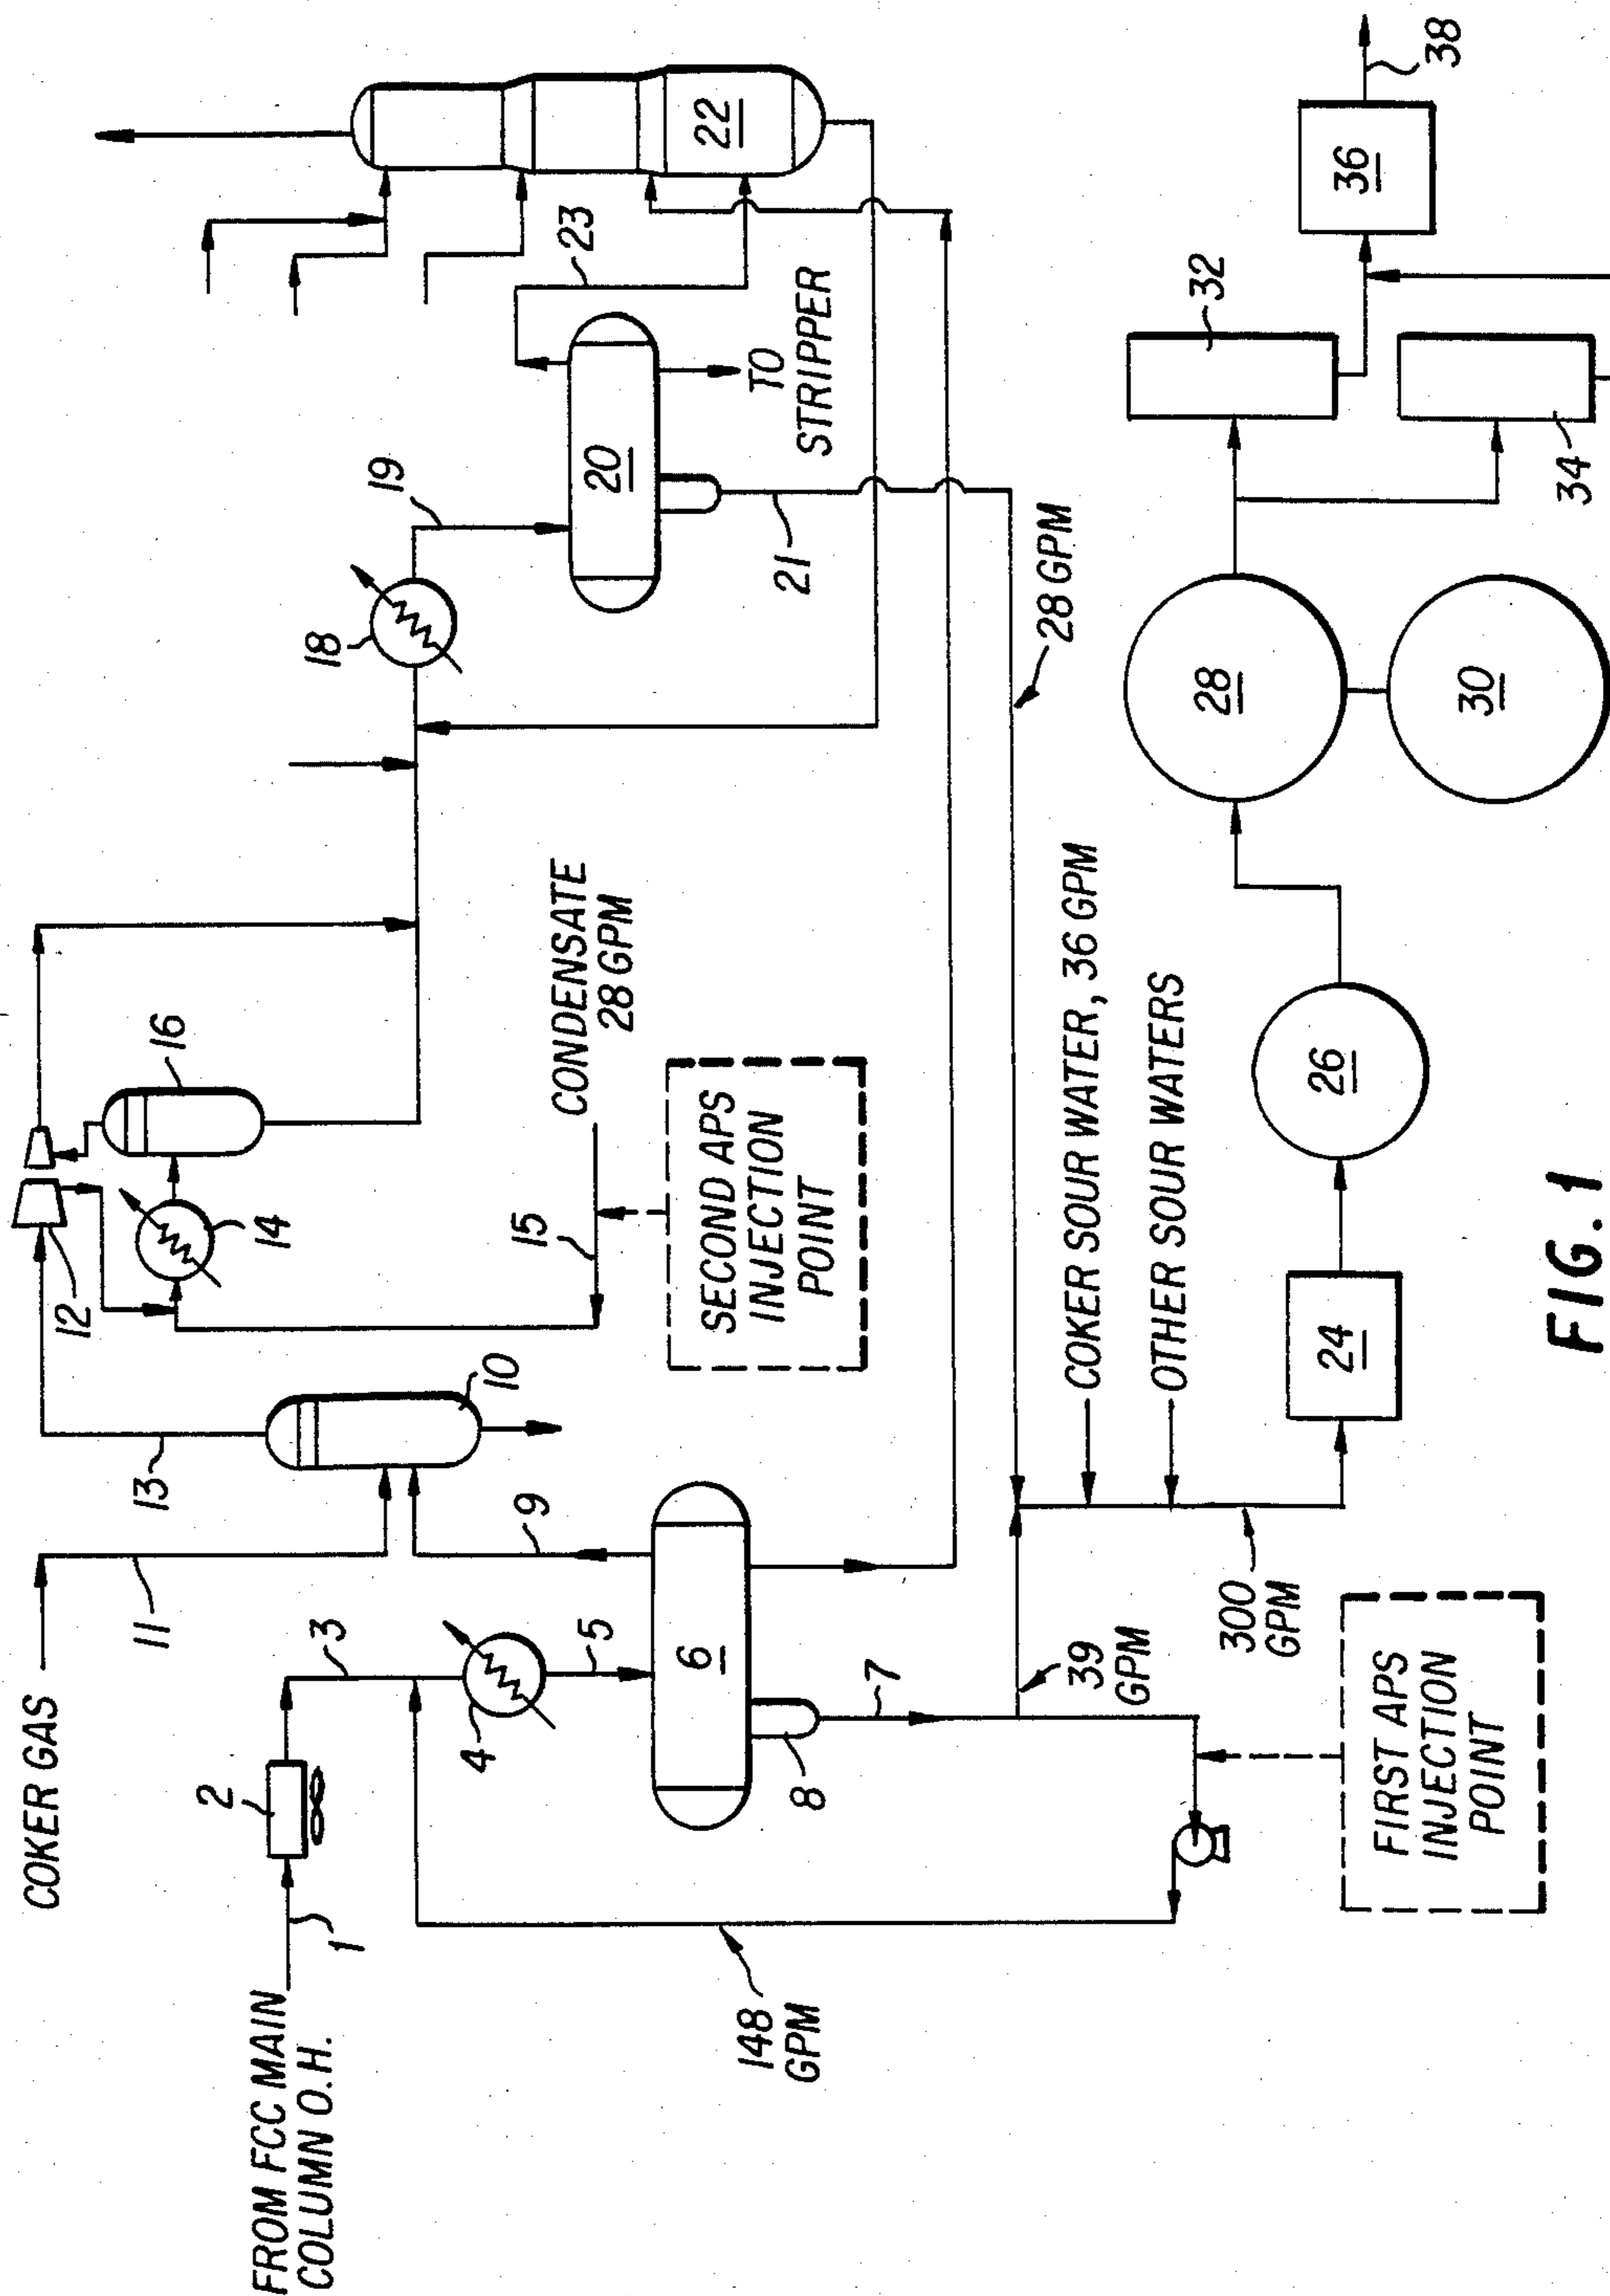 COKER GAS
11
13
12
14
16
FROM FCC MAIN
COLUMN O.H.
1
2
3
4
5
6
7
8
9
10
15
CONDENSATE
28 GPM
SECOND APS
INJECTION
POINT
18
19
20
21
TO
STRIPPER
23
22
148
GPM
39
GPM
28 GPM
COKER SOUR WATER, 36 GPM
OTHER SOUR WATERS
300
GPM
FIRST APS
INJECTION
POINT
24
26
28
30
32
34
36
38
FIG. 1